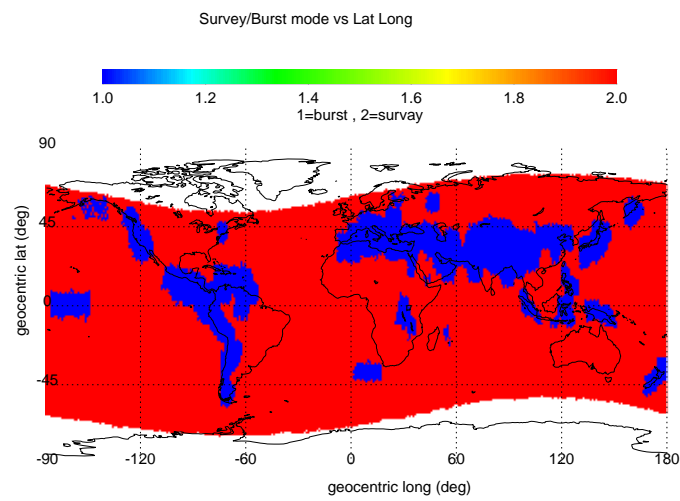 Survey/Burst mode vs Lat Long
1.0 1.2 1.4 1.6 1.8 2.0
1=burst , 2=survay
90
45
0
-45
-90 -120 -60 0 60 120 180
geocentric lat (deg)
geocentric long (deg)